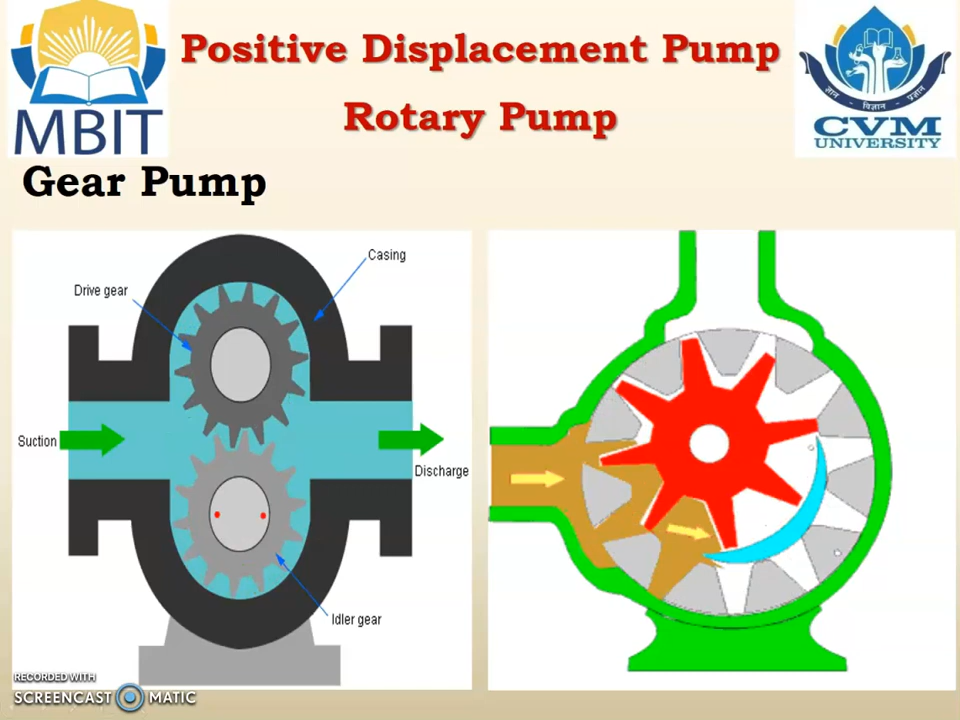 MBIT
Positive Displacement Pump
Rotary Pump
ज्ञान - विज्ञान - प्रज्ञान
CVM
UNIVERSITY
Gear Pump
Casing
Drive gear
Suction
Discharge
Idler gear
RECORDED WITH
SCREENCAST MATIC